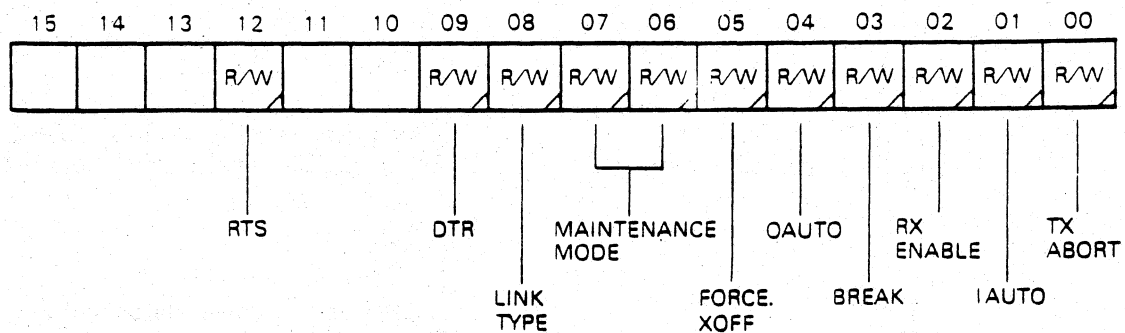 15 14 13 12 11 10 09 08 07 06 05 04 03 02 01 00
R/W R/W R/W R/W R/W R/W R/W R/W R/W R/W R/W
RTS DTR MAINTENANCE OAUTO RX TX
MODE ENABLE ABORT
LINK FORCE. BREAK IAUTO
TYPE XOFF